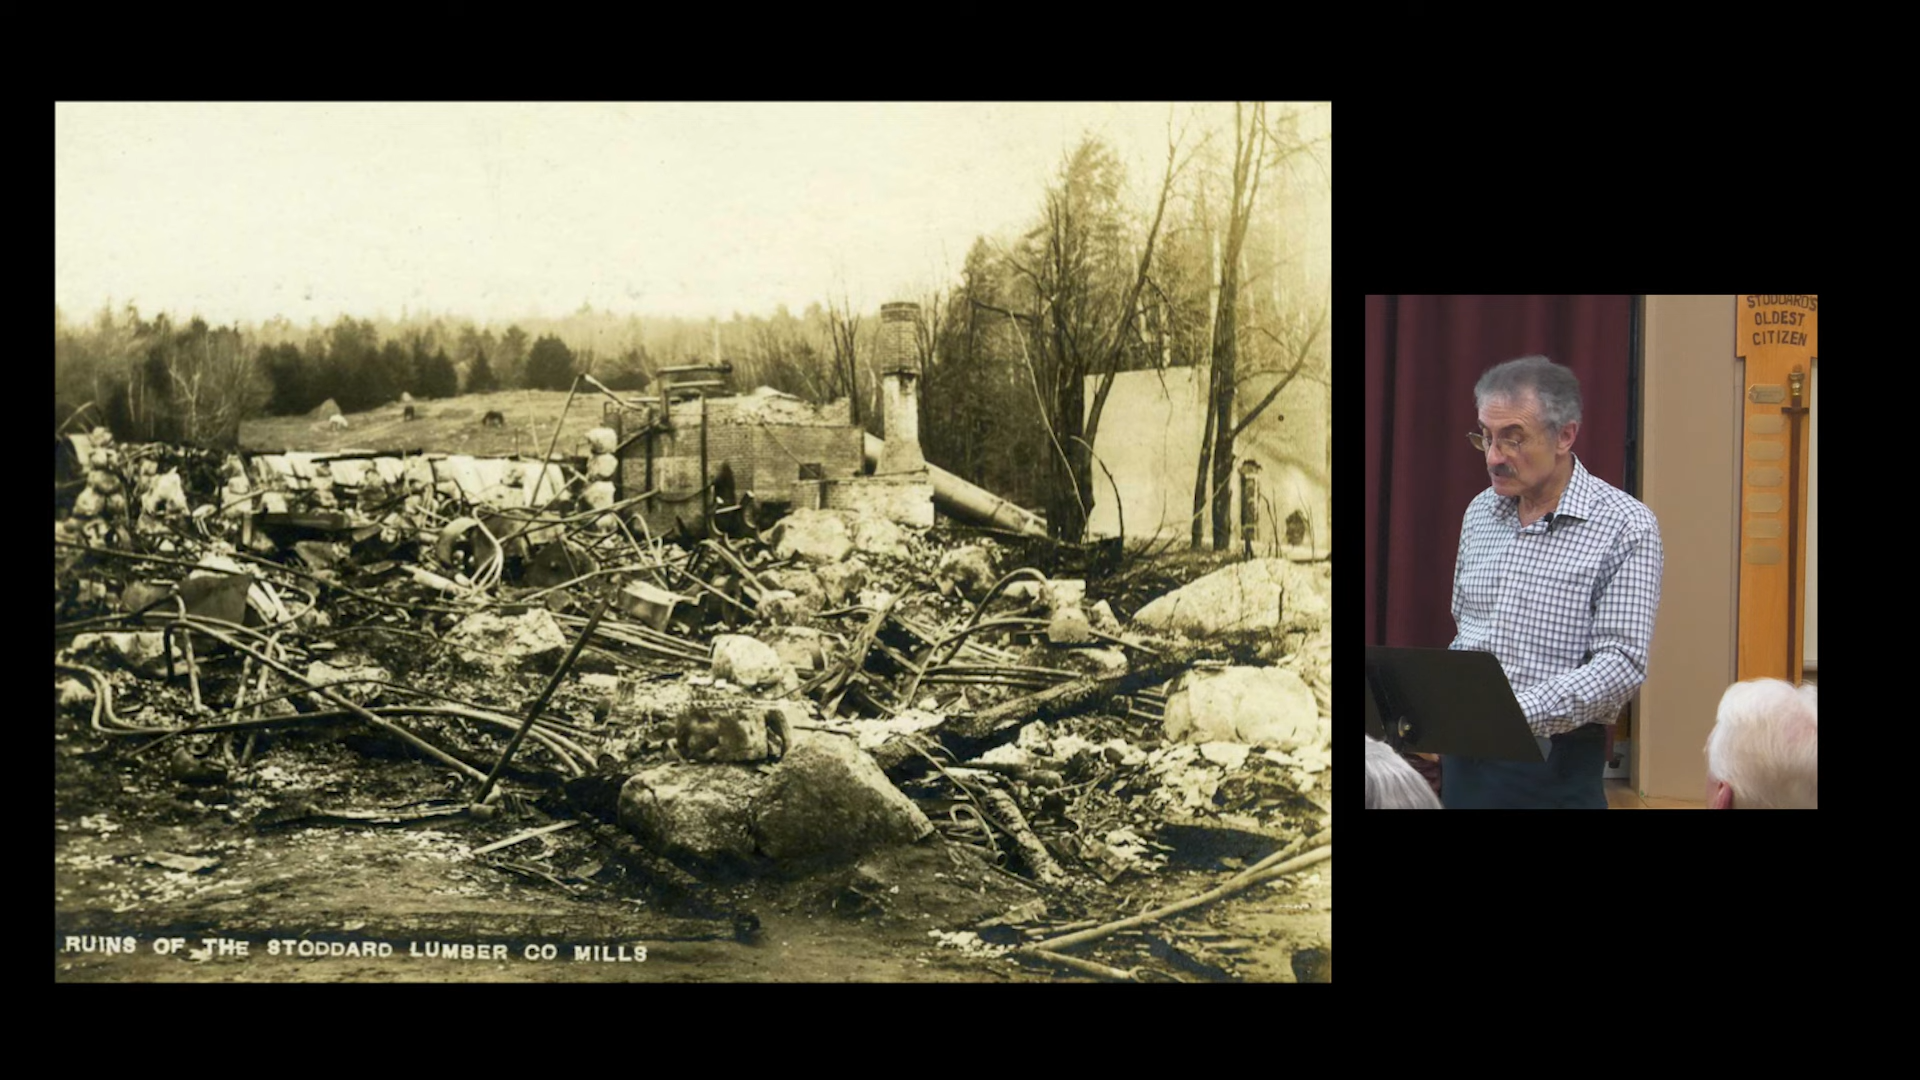 RUINS OF THE STODDARD LUMBER CO MILLS
STODDARD'S
OLDEST
CITIZEN